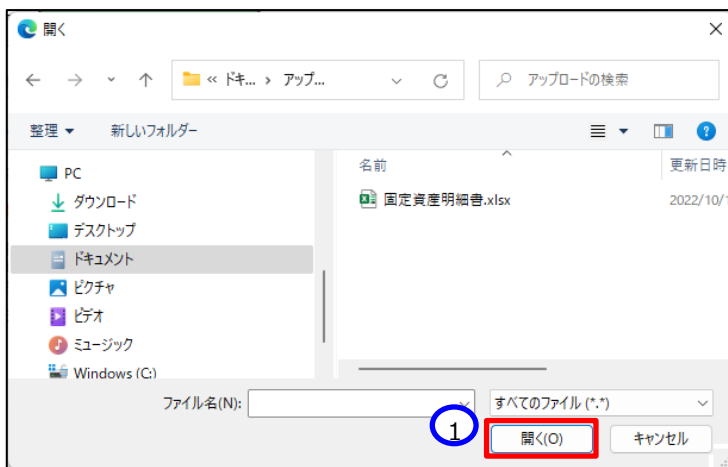 開く
« ドキ... › アップ...
アップロードの検索
整理 新しいフォルダー
PC
ダウンロード
デスクトップ
ドキュメント
ピクチャ
ビデオ
ミュージック
Windows (C:)
名前 更新日時
固定資産明細書.xlsx 2022/10/1
ファイル名(N):
すべてのファイル (*.*)
1
開く(O) キャンセル